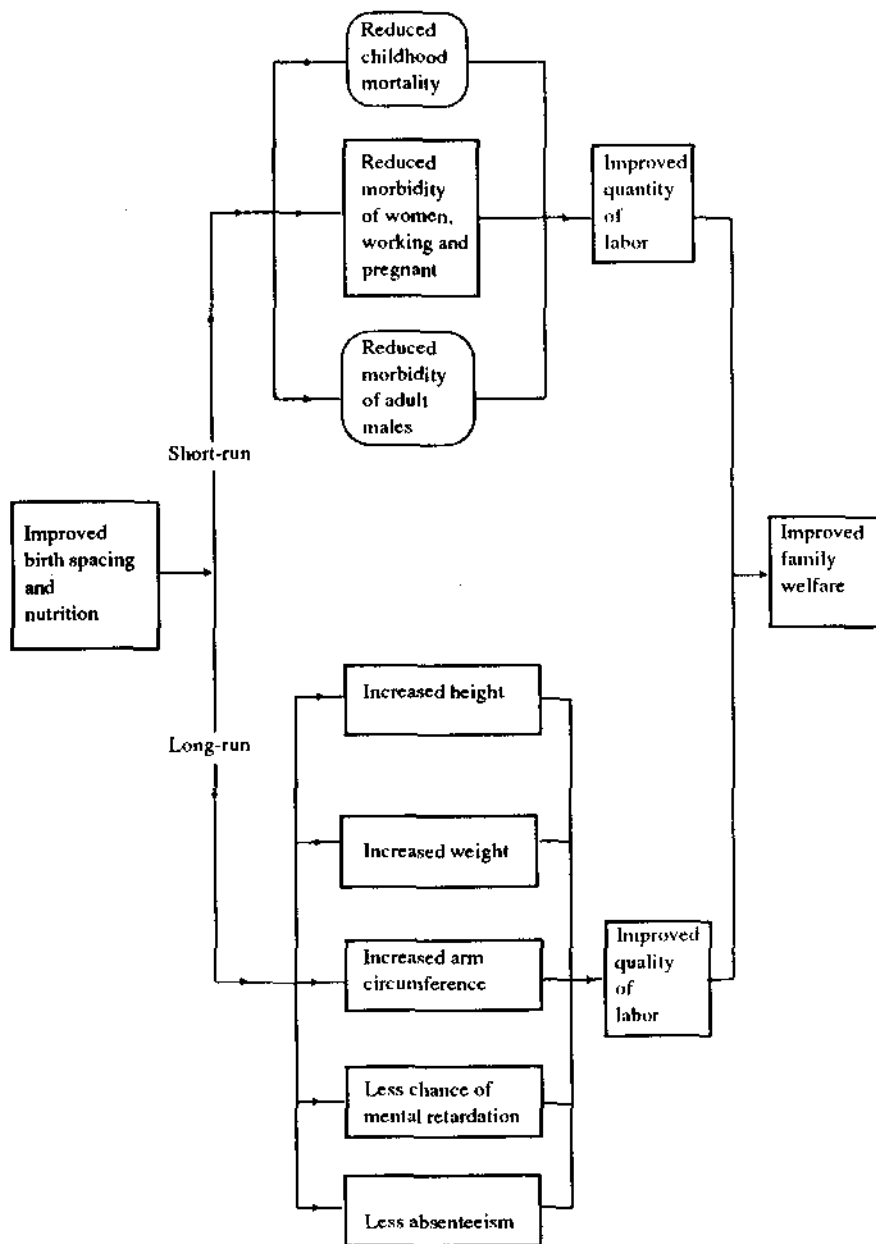 Reduced
childhood
mortality
Reduced
morbidity
of women,
working and
pregnant
Improved
quantity
of
labor
Reduced
morbidity
of adult
males
Short-run
Improved
birth spacing
and
nutrition
Improved
family
welfare
Increased height
Long-run
Increased weight
Increased arm
circumference
Improved
quality
of
labor
Less chance of
mental retardation
Less absenteeism